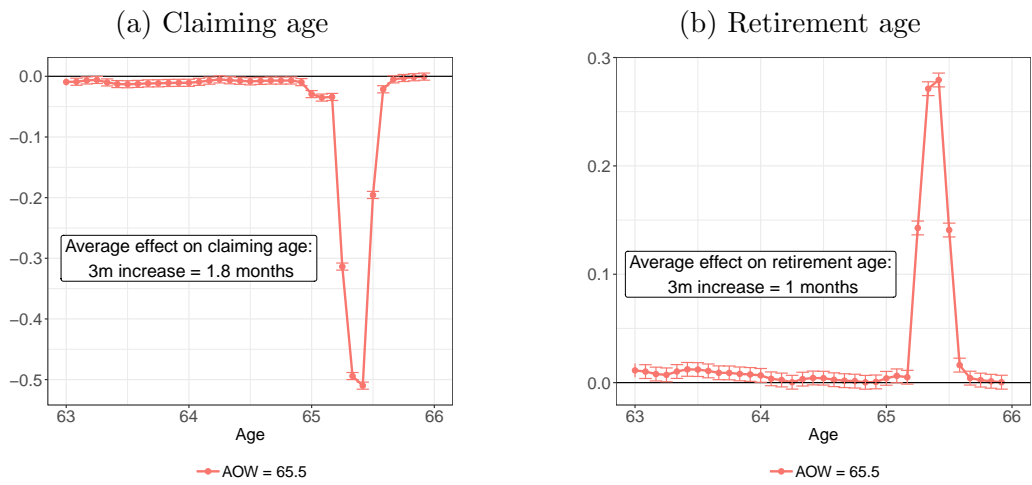 (a) Claiming age
0.0
−0.1
−0.2
−0.3
−0.4
−0.5
Average effect on claiming age:
3m increase = 1.8 months
63
64
65
66
Age
AOW = 65.5
(b) Retirement age
0.3
0.2
0.1
0.0
Average effect on retirement age:
3m increase = 1 months
63
64
65
66
Age
AOW = 65.5